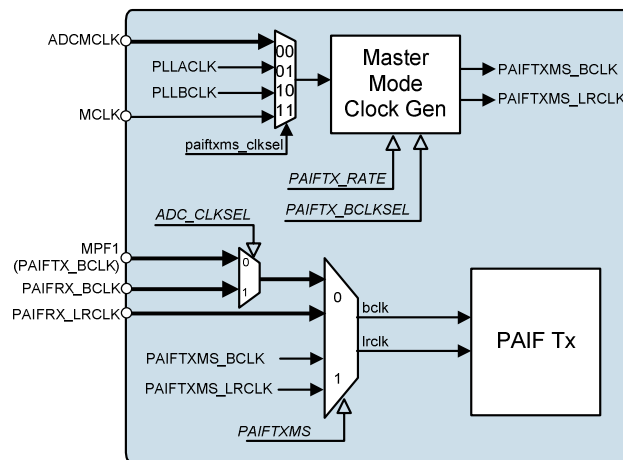 ADCMCLK
00
PLLACLK
01
PLLBCLK
10
MCLK
11
Master
Mode
Clock Gen
PAIFTXMS_BCLK
PAIFTXMS_LRCLK
paiftxms_clksel
PAIFTX_RATE
PAIFTX_BCLKSEL
ADC_CLKSEL
MPF1
(PAIFTX_BCLK)
0
PAIFRX_BCLK
1
PAIFRX_LRCLK
0
bclk
lrclk
PAIFTXMS_BCLK
PAIFTXMS_LRCLK
1
PAIFTXMS
PAIF Tx